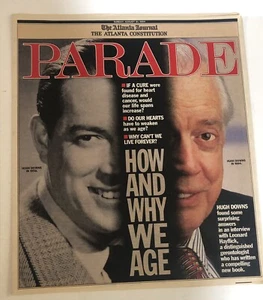 The Atlanta Journal
THE ATLANTA CONSTITUTION
PARADE
IF A CURE were
found for heart
disease and
cancer, would
our life spans
increase?
DO OUR HEARTS
have to weaken
as we age?
WHY CAN'T WE
LIVE FOREVER?
HOW
AND
WHY
WE
AGE
HUGH DOWNS
found some
surprising
answers
in an interview
with Leonard
Hayflick,
a distinguished
gerontologist
who has written
a compelling
new book.